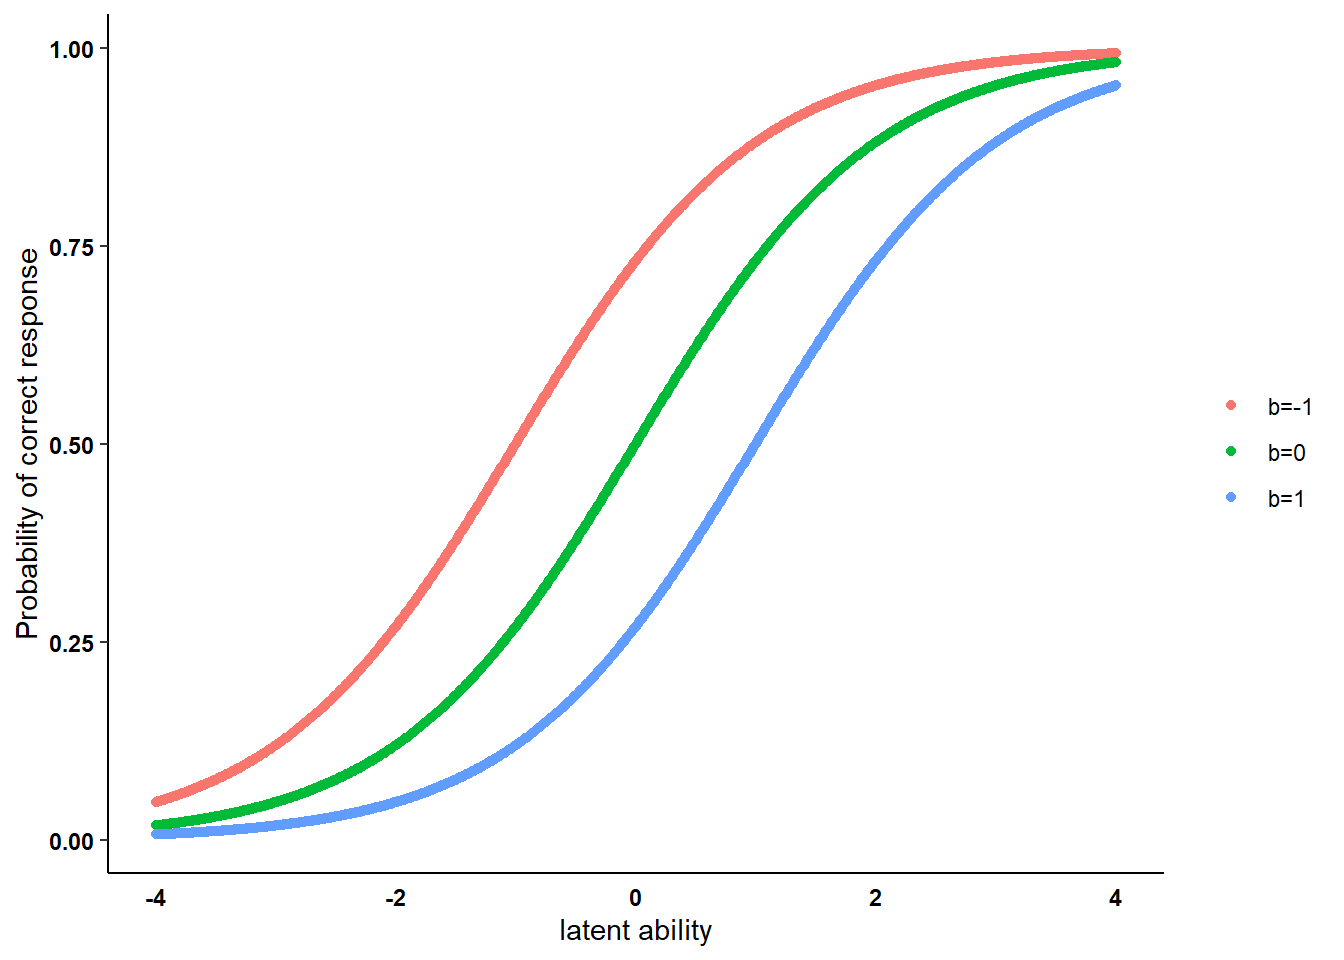 1.00
0.75
0.50
0.25
0.00
Probability of correct response
-4
-2
0
2
4
latent ability
b=-1
b=0
b=1